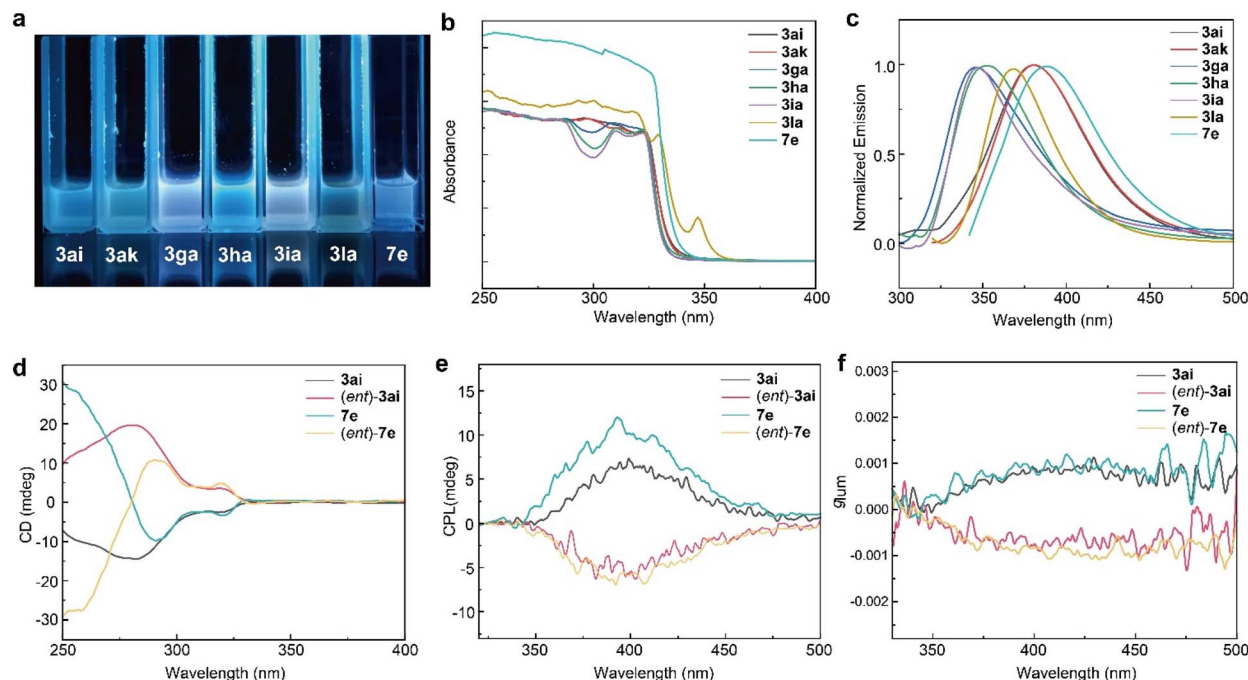 a
3ai 3ak 3ga 3ha 3ia 3la 7e
b
Absorbance
3ai
3ak
3ga
3ha
3ia
3la
7e
250 300 350 400
Wavelength (nm)
c
Normalized Emission
1.0
0.5
0.0
3ai
3ak
3ga
3ha
3ia
3la
7e
300 350 400 450 500
Wavelength (nm)
d
CD (mdeg)
30
20
10
0
-10
-20
-30
3ai
(ent)-3ai
7e
(ent)-7e
250 300 350 400
Wavelength (nm)
e
CPL(mdeg)
15
10
5
0
-5
-10
3ai
(ent)-3ai
7e
(ent)-7e
350 400 450 500
Wavelength (nm)
f
glum
0.003
0.002
0.001
0.000
-0.001
-0.002
3ai
(ent)-3ai
7e
(ent)-7e
350 400 450 500
Wavelength (nm)